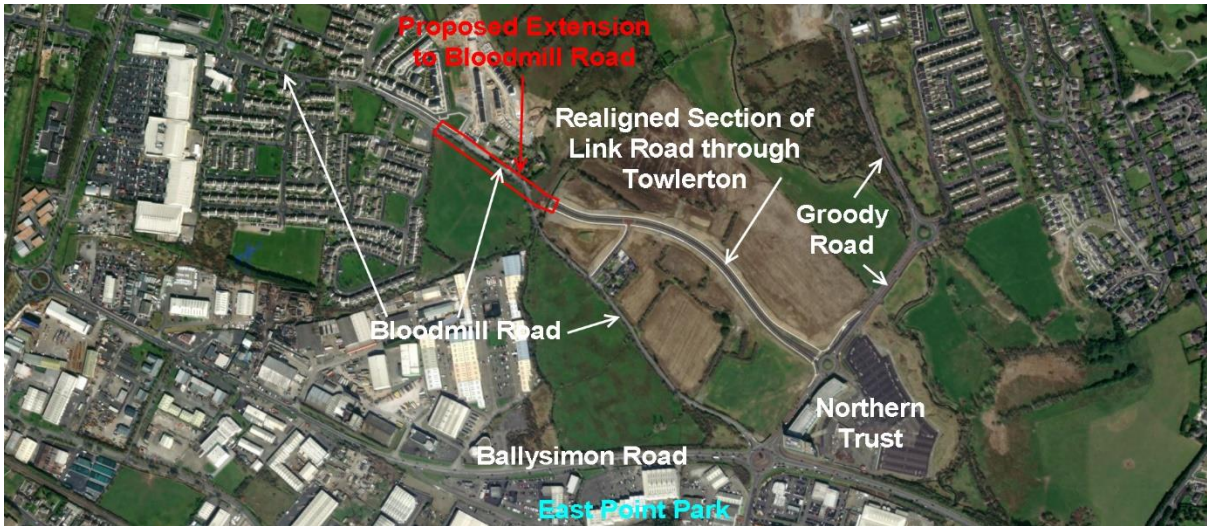 Proposed Extension
to Bloodmill Road
Realigned Section of
Link Road through
Towlerton
Groody
Road
Bloodmill Road
Northern
Trust
Ballysimon Road
East Point Park